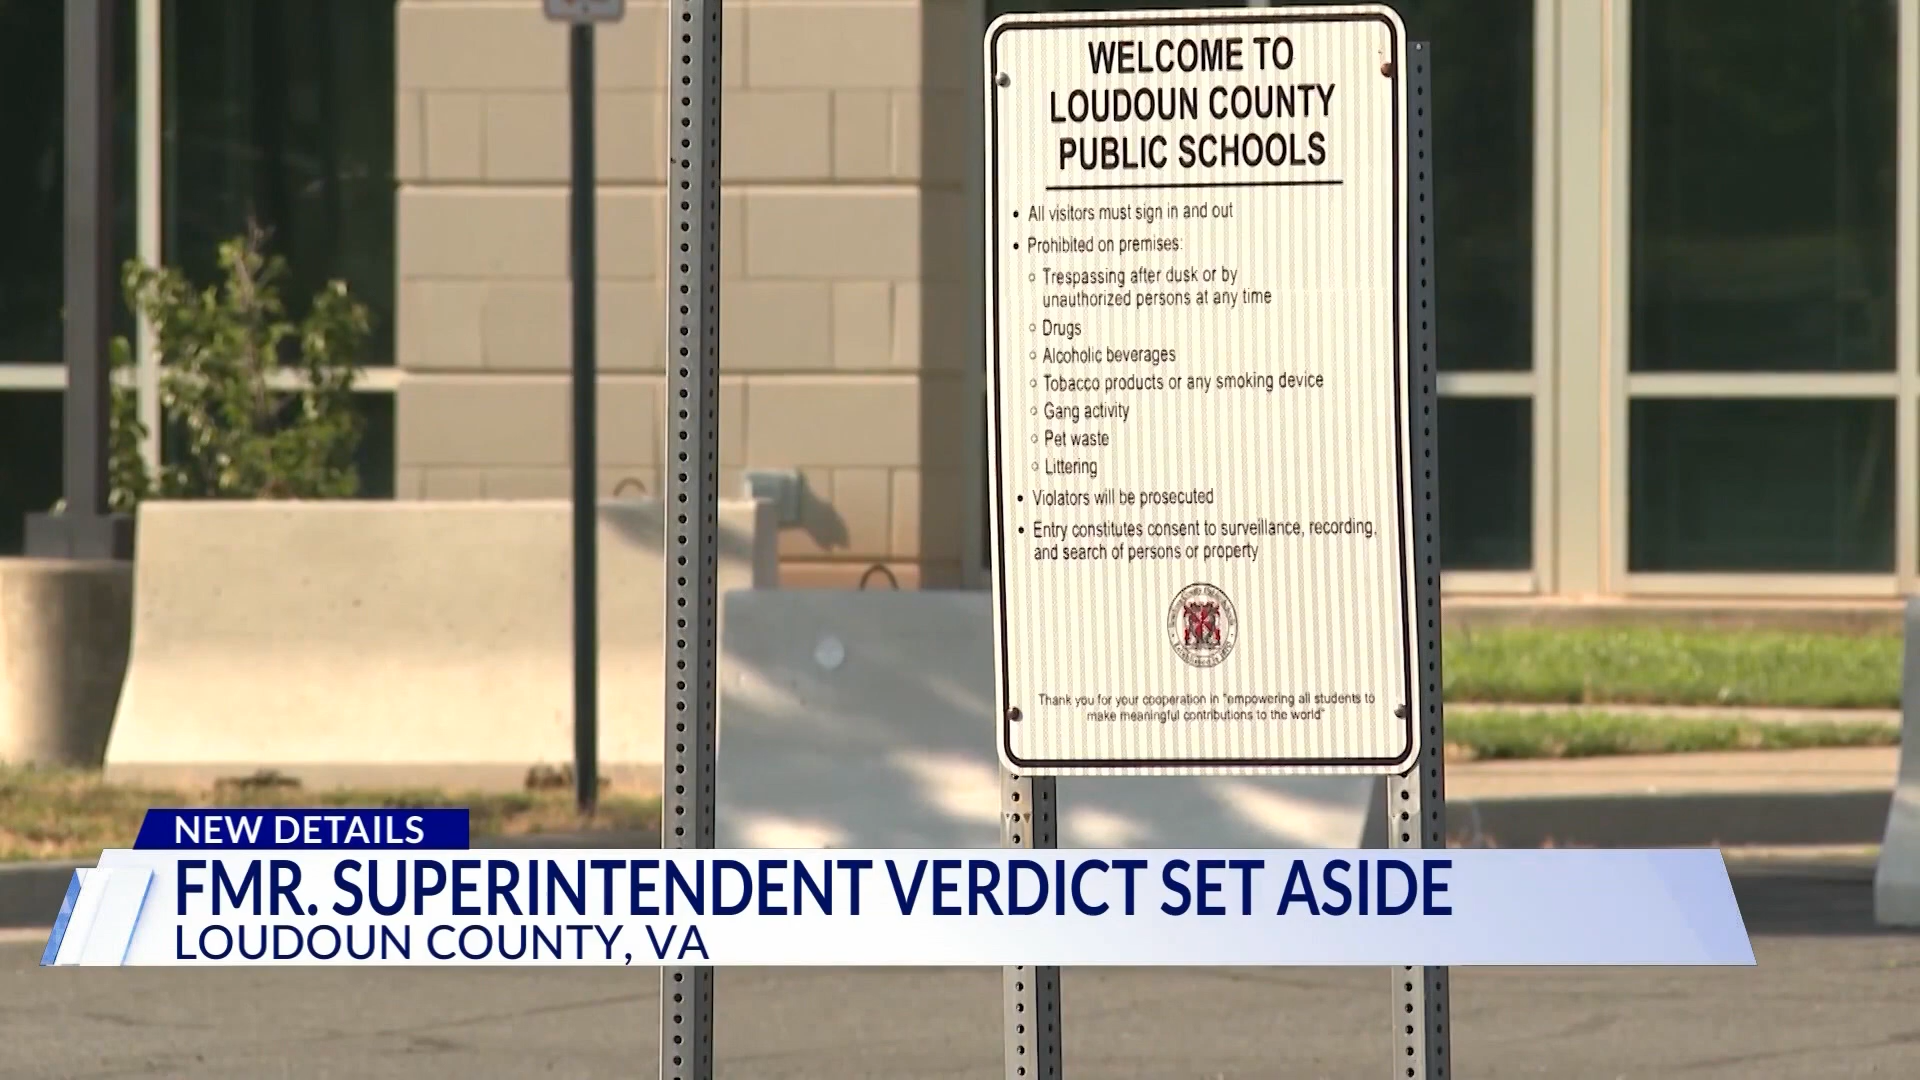 WELCOME TO
LOUDOUN COUNTY
PUBLIC SCHOOLS
• All visitors must sign in and out
• Prohibited on premises:
○ Trespassing after dusk or by
unauthorized persons at any time
○ Drugs
○ Alcoholic beverages
○ Tobacco products or any smoking device
○ Gang activity
○ Pet waste
○ Littering
• Violators will be prosecuted
• Entry constitutes consent to surveillance, recording,
and search of persons or property
Thank you for your cooperation in "empowering all students to
make meaningful contributions to the world"
NEW DETAILS
FMR. SUPERINTENDENT VERDICT SET ASIDE
LOUDOUN COUNTY, VA